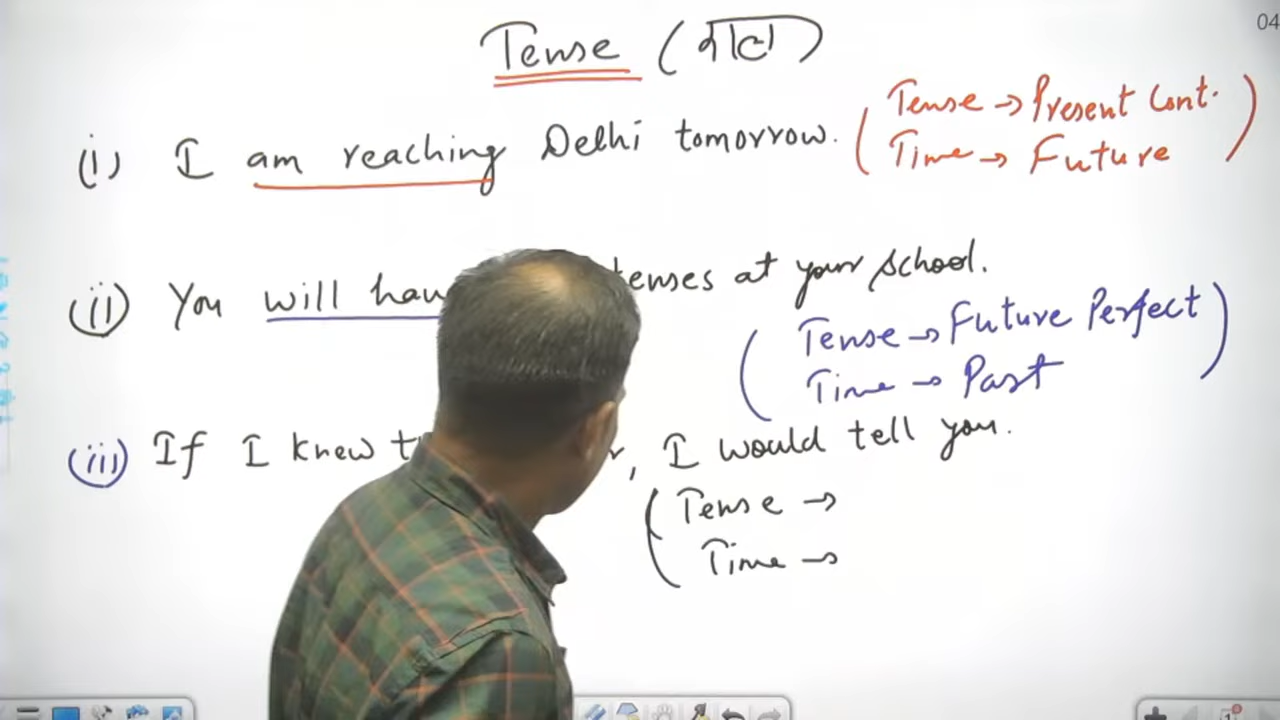 04
Tense (काल)
(i) I am reaching Delhi tomorrow. (Tense → Present Cont.
Time → Future)
(ii) You will hav tenses at your school.
(Tense → Future Perfect
Time → Past)
(iii) If I knew t r, I would tell you.
(Tense →
Time →